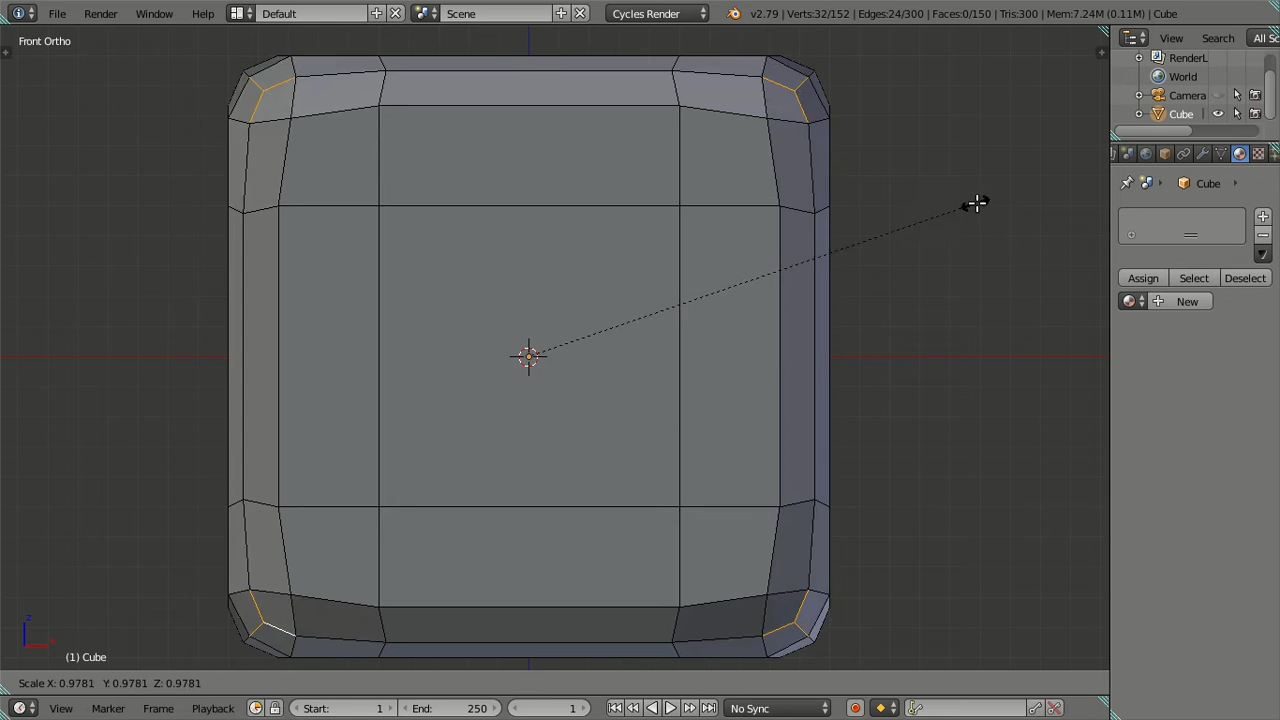 File Render Window Help Default Scene Cycles Render v2.79 | Verts:32/152 | Edges:24/300 | Faces:0/150 | Tris:300 | Mem:7.24M (0.11M) | Cube
Front Ortho
View Search All Sc
RenderL
World
Camera
Cube
Cube
Assign Select Deselect
New
z
x
(1) Cube
Scale X: 0.9781 Y: 0.9781 Z: 0.9781
View Marker Frame Playback Start: 1 End: 250 1 No Sync